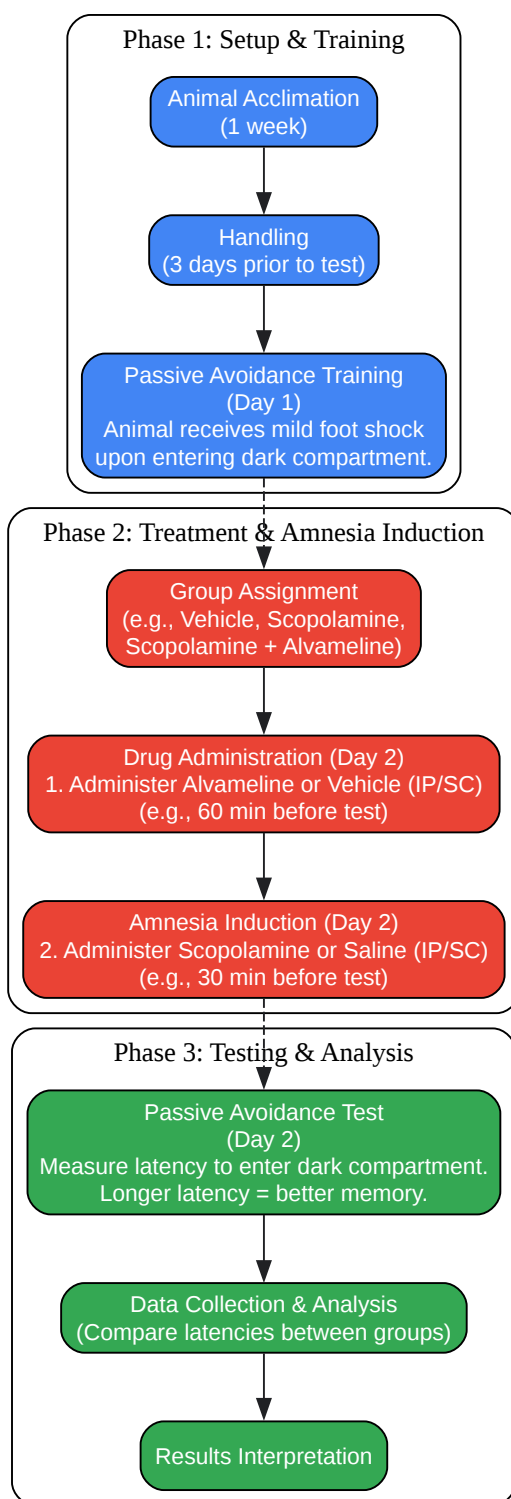 Phase 1: Setup & Training
Animal Acclimation
(1 week)
Handling
(3 days prior to test)
Passive Avoidance Training
(Day 1)
Animal receives mild foot shock
upon entering dark compartment.
Phase 2: Treatment & Amnesia Induction
Group Assignment
(e.g., Vehicle, Scopolamine,
Scopolamine + Alvameline)
Drug Administration (Day 2)
1. Administer Alvameline or Vehicle (IP/SC)
(e.g., 60 min before test)
Amnesia Induction (Day 2)
2. Administer Scopolamine or Saline (IP/SC)
(e.g., 30 min before test)
Phase 3: Testing & Analysis
Passive Avoidance Test
(Day 2)
Measure latency to enter dark compartment.
Longer latency = better memory.
Data Collection & Analysis
(Compare latencies between groups)
Results Interpretation